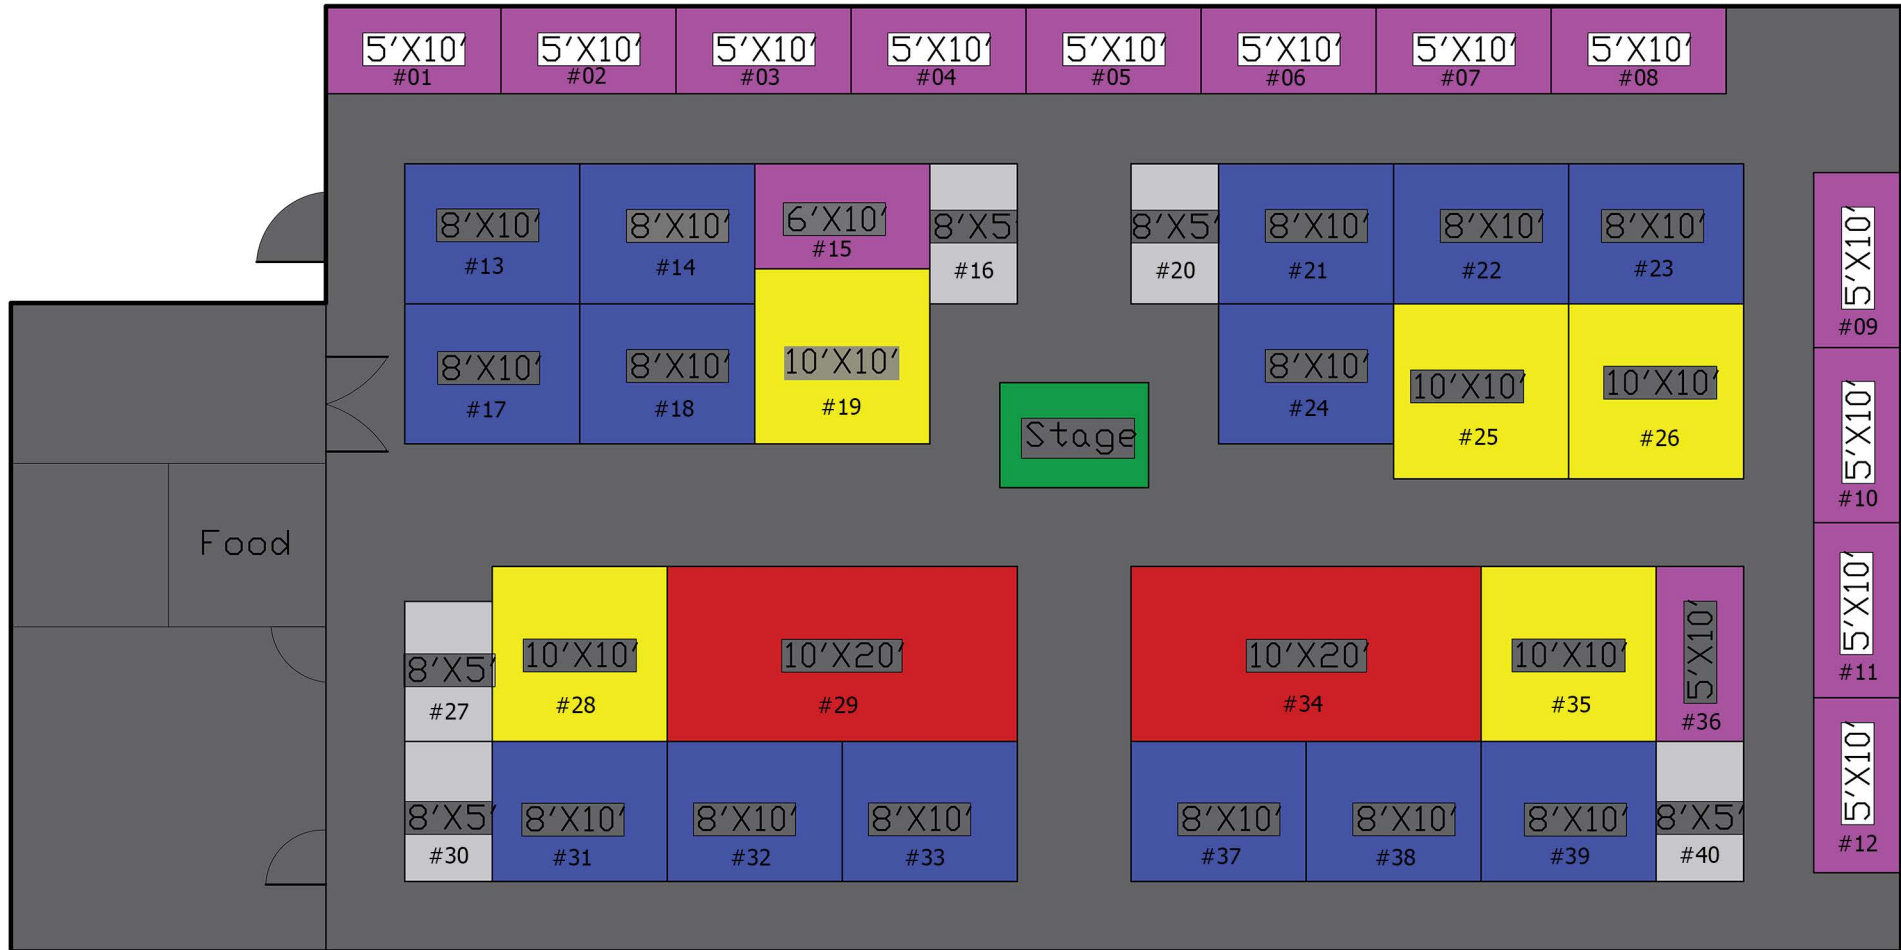 5'X10'
#01
5'X10'
#02
5'X10'
#03
5'X10'
#04
5'X10'
#05
5'X10'
#06
5'X10'
#07
5'X10'
#08
8'X10'
#13
8'X10'
#14
6'X10'
#15
8'X5'
#16
8'X5'
#20
8'X10'
#21
8'X10'
#22
8'X10'
#23
5'X10'
#09
8'X10'
#17
8'X10'
#18
10'X10'
#19
Stage
8'X10'
#24
10'X10'
#25
10'X10'
#26
5'X10'
#10
Food
8'X5'
#27
10'X10'
#28
10'X20'
#29
10'X20'
#34
10'X10'
#35
5'X10'
#36
5'X10'
#11
8'X5'
#30
8'X10'
#31
8'X10'
#32
8'X10'
#33
8'X10'
#37
8'X10'
#38
8'X10'
#39
8'X5'
#40
5'X10'
#12